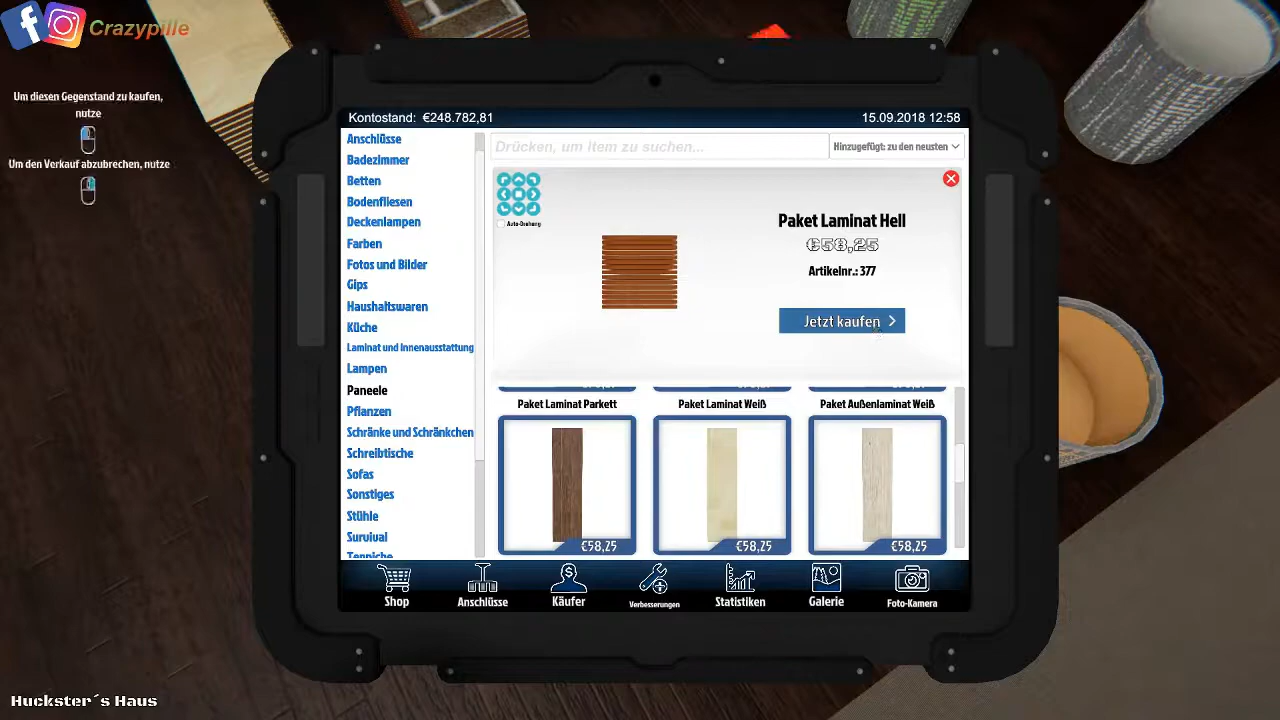 Crazypille
Um diesen Gegenstand zu kaufen,
nutze
Um den Verkauf abzubrechen, nutze
Kontostand: €248.782,81
15.09.2018 12:58
Anschlüsse
Badezimmer
Betten
Bodenfliesen
Deckenlampen
Farben
Fotos und Bilder
Gips
Haushaltswaren
Küche
Laminat und Innenausstattung
Lampen
Paneele
Pflanzen
Schränke und Schränkchen
Schreibtische
Sofas
Sonstiges
Stühle
Survival
Teppiche
Drücken, um Item zu suchen...
Hinzugefügt: zu den neusten
Auto-Drehung
Paket Laminat Hell
€58,25
Artikelnr.: 377
Jetzt kaufen
Paket Laminat Parkett
Paket Laminat Weiß
Paket Außenlaminat Weiß
€58,25
€58,25
€58,25
Shop
Anschlüsse
Käufer
Verbesserungen
Statistiken
Galerie
Foto-Kamera
Huckster´s Haus